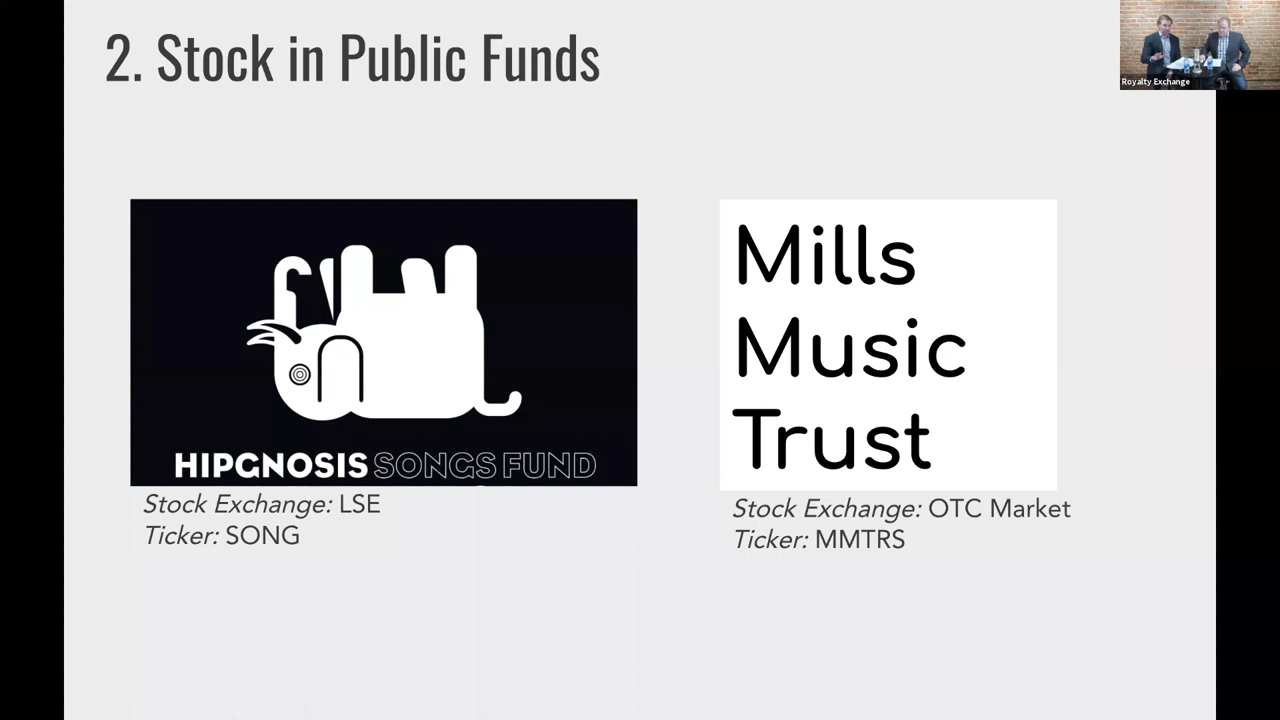 2. Stock in Public Funds
Royalty Exchange
HIPGNOSIS SONGS FUND
Stock Exchange: LSE
Ticker: SONG
Mills
Music
Trust
Stock Exchange: OTC Market
Ticker: MMTRS